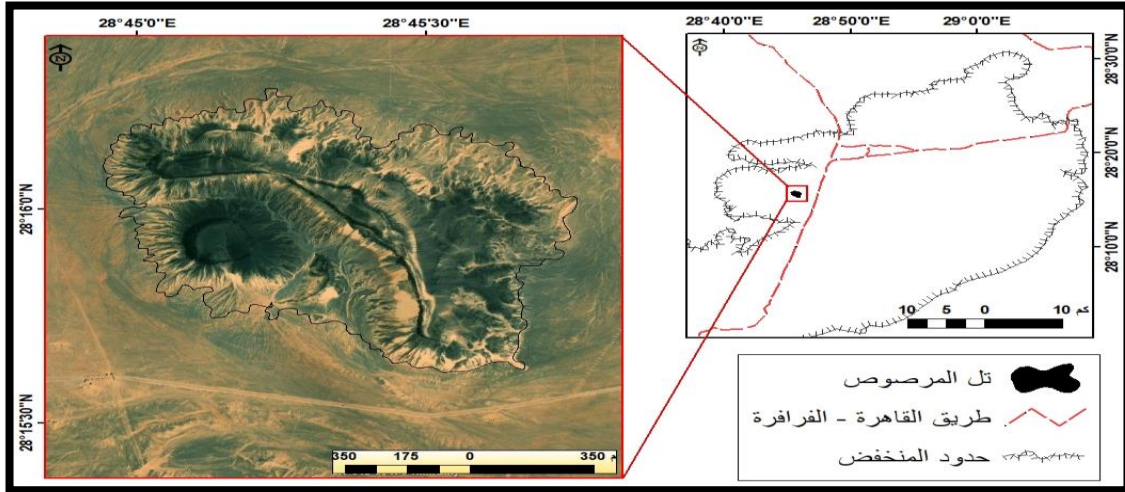 28°45'0"E
28°45'30"E
28°16'0"N
28°15'30"N
350 175 0 350 م
28°40'0"E
28°50'0"E
29°0'0"E
28°30'0"N
28°20'0"N
28°10'0"N
10 5 0 10 كم
تل المرصوص
طريق القاهرة - الفرافرة
حدود المنخفض